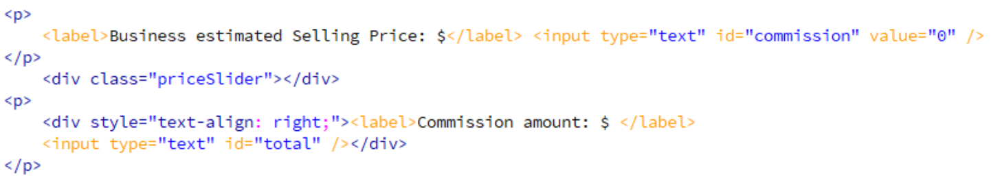 <p>
<label>Business estimated Selling Price: $</label> <input type="text" id="commission" value="0" />
</p>
<div class="priceSlider"></div>
<p>
<div style="text-align: right;"><label>Commission amount: $ </label>
<input type="text" id="total" /></div>
</p>